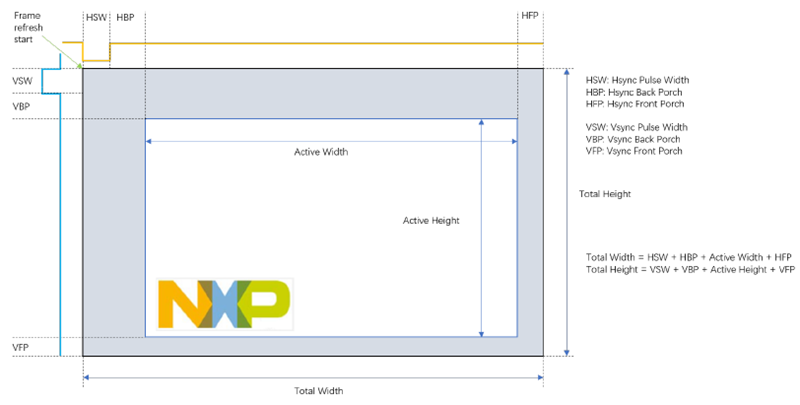 Frame
refresh
start
HSW
HBP
HFP
VSW
VBP
HSW: Hsync Pulse Width
HBP: Hsync Back Porch
HFP: Hsync Front Porch
VSW: Vsync Pulse Width
VBP: Vsync Back Porch
VFP: Vsync Front Porch
Active Width
Total Height
Active Height
Total Width = HSW + HBP + Active Width + HFP
Total Height = VSW + VBP + Active Height + VFP
NXP
VFP
Total Width